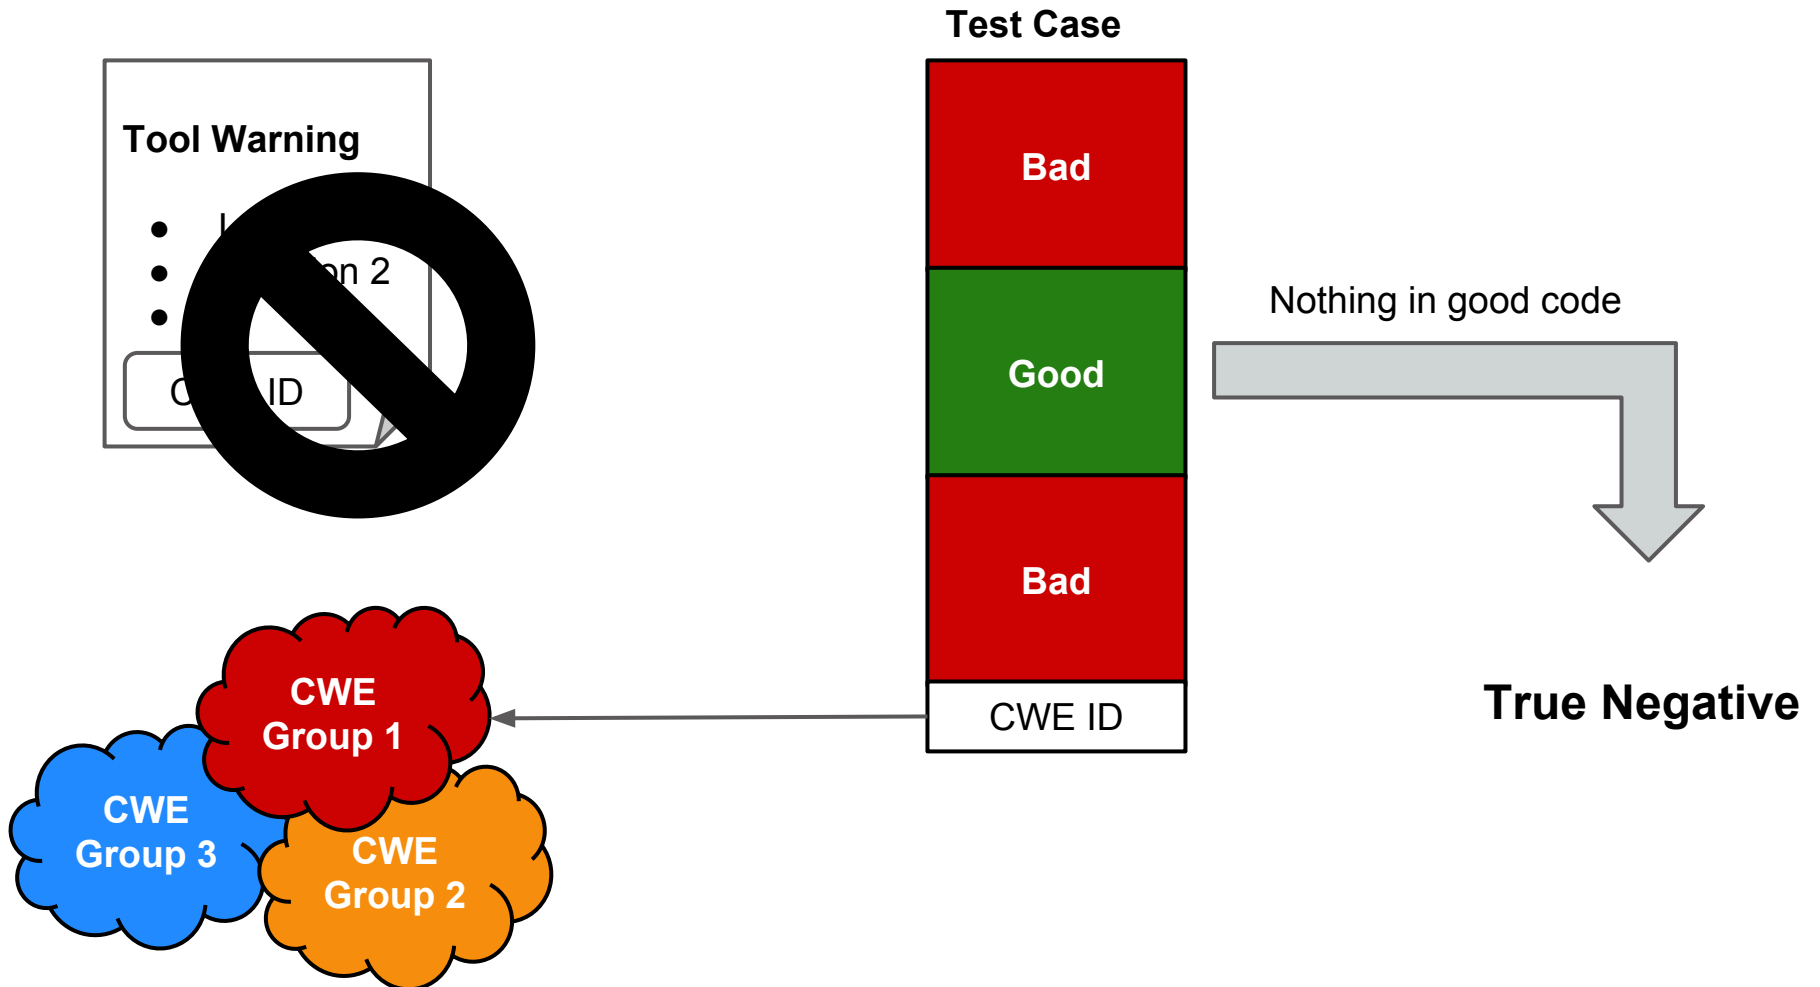 Test Case
Tool Warning
ion 2
ID
Bad
Good
Bad
CWE ID
Nothing in good code
True Negative
CWE
Group 1
CWE
Group 3
CWE
Group 2